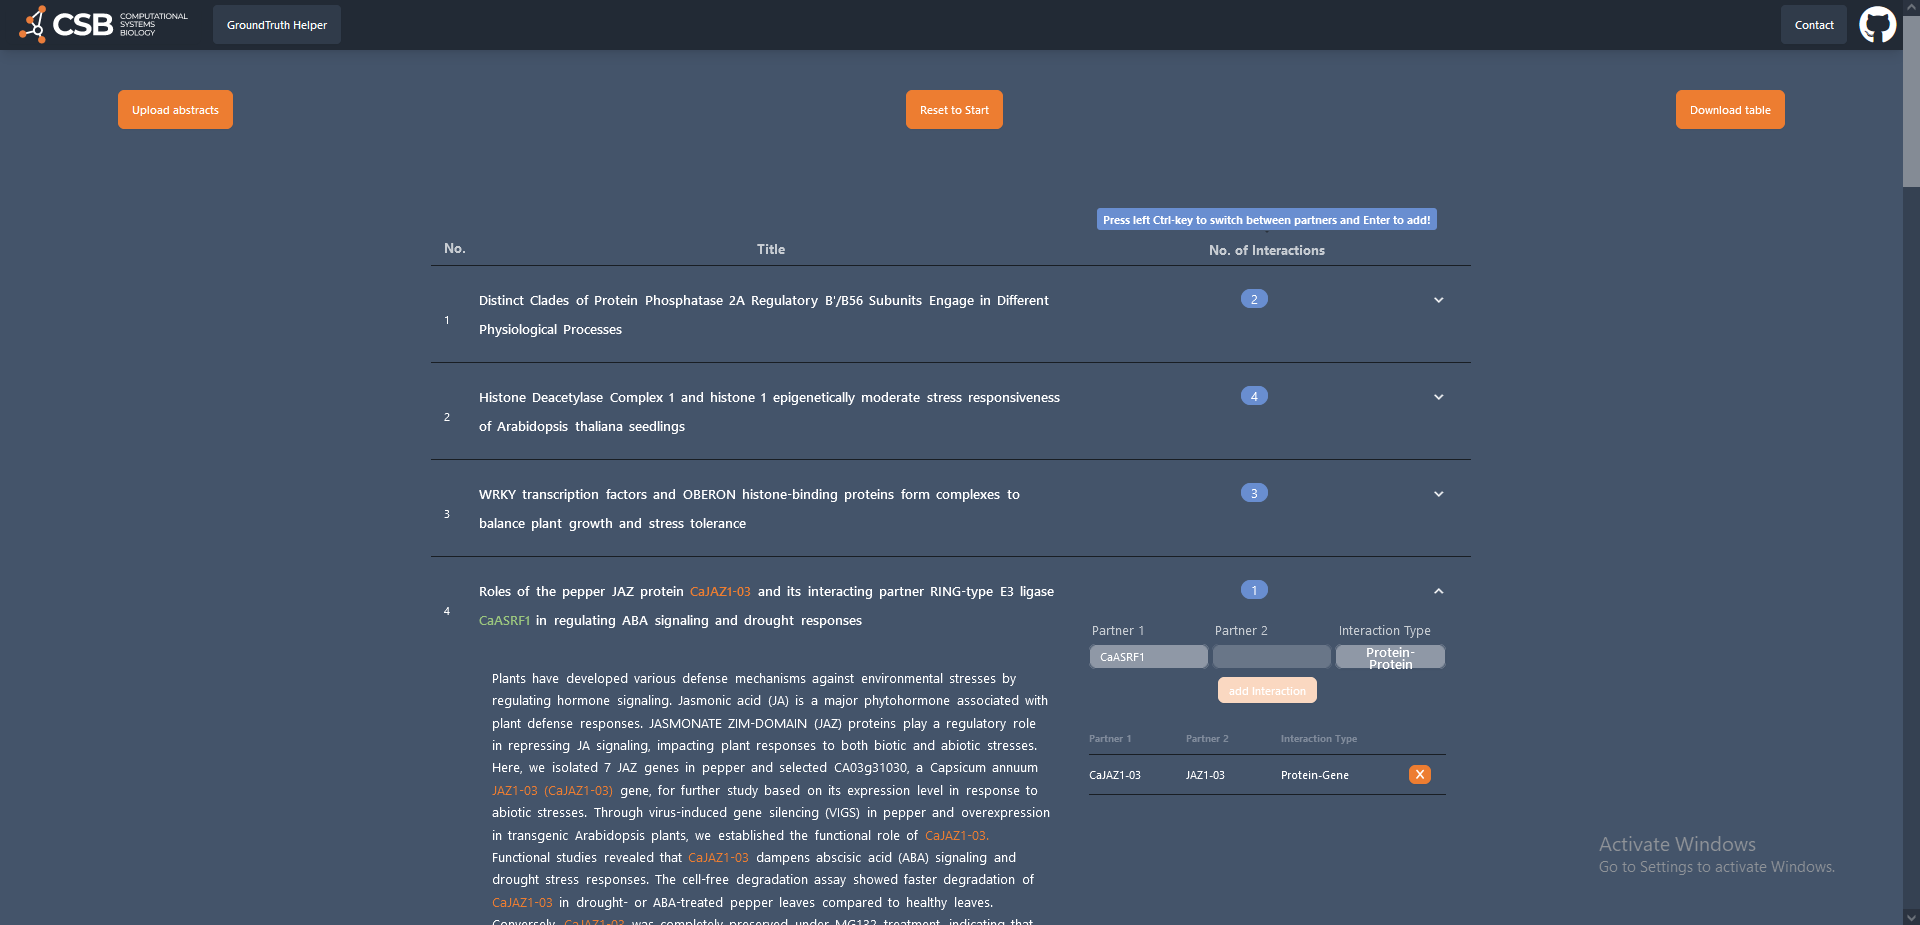 CSB COMPUTATIONAL SYSTEMS BIOLOGY
GroundTruth Helper
Contact
Upload abstracts
Reset to Start
Download table
Press left Ctrl-key to switch between partners and Enter to add!
No.
Title
No. of Interactions
1
Distinct Clades of Protein Phosphatase 2A Regulatory B'/B56 Subunits Engage in Different
Physiological Processes
2
2
Histone Deacetylase Complex 1 and histone 1 epigenetically moderate stress responsiveness
of Arabidopsis thaliana seedlings
4
3
WRKY transcription factors and OBERON histone-binding proteins form complexes to
balance plant growth and stress tolerance
3
4
Roles of the pepper JAZ protein CaJAZ1-03 and its interacting partner RING-type E3 ligase
CaASRF1 in regulating ABA signaling and drought responses
1
Plants have developed various defense mechanisms against environmental stresses by
regulating hormone signaling. Jasmonic acid (JA) is a major phytohormone associated with
plant defense responses. JASMONATE ZIM-DOMAIN (JAZ) proteins play a regulatory role
in repressing JA signaling, impacting plant responses to both biotic and abiotic stresses.
Here, we isolated 7 JAZ genes in pepper and selected CA03g31030, a Capsicum annuum
JAZ1-03 (CaJAZ1-03) gene, for further study based on its expression level in response to
abiotic stresses. Through virus-induced gene silencing (VIGS) in pepper and overexpression
in transgenic Arabidopsis plants, we established the functional role of CaJAZ1-03.
Functional studies revealed that CaJAZ1-03 dampens abscisic acid (ABA) signaling and
drought stress responses. The cell-free degradation assay showed faster degradation of
CaJAZ1-03 in drought- or ABA-treated pepper leaves compared to healthy leaves.
Conversely, CaJAZ1-03 was completely preserved under MG132 treatment, indicating that
Partner 1
Partner 2
Interaction Type
CaASRF1
Protein-
Protein
add Interaction
Partner 1
Partner 2
Interaction Type
CaJAZ1-03
JAZ1-03
Protein-Gene
X
Activate Windows
Go to Settings to activate Windows.